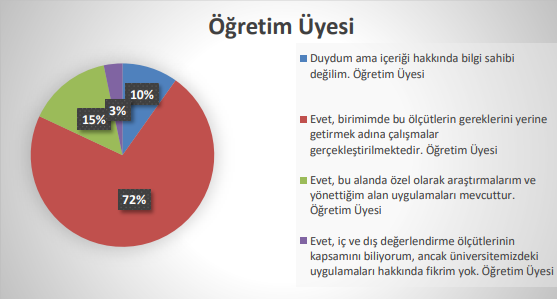 Öğretim Üyesi
10%
3%
15%
72%
Duydum ama içeriği hakkında bilgi sahibi
değilim. Öğretim Üyesi
Evet, birimimde bu ölçütlerin gereklerini yerine
getirmek adına çalışmalar
gerçekleştirilmektedir. Öğretim Üyesi
Evet, bu alanda özel olarak araştırmalarım ve
yönettiğim alan uygulamaları mevcuttur.
Öğretim Üyesi
Evet, iç ve dış değerlendirme ölçütlerinin
kapsamını biliyorum, ancak üniversitemizdeki
uygulamaları hakkında fikrim yok. Öğretim Üyesi